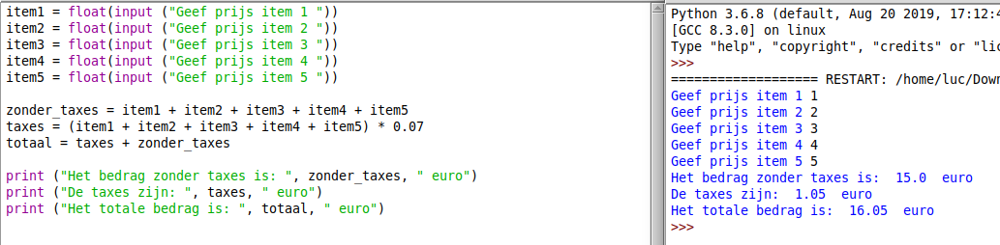 item1 = float(input ("Geef prijs item 1 "))
item2 = float(input ("Geef prijs item 2 "))
item3 = float(input ("Geef prijs item 3 "))
item4 = float(input ("Geef prijs item 4 "))
item5 = float(input ("Geef prijs item 5 "))
zonder_taxes = item1 + item2 + item3 + item4 + item5
taxes = (item1 + item2 + item3 + item4 + item5) * 0.07
totaal = taxes + zonder_taxes
print ("Het bedrag zonder taxes is: ", zonder_taxes, " euro")
print ("De taxes zijn: ", taxes, " euro")
print ("Het totale bedrag is: ", totaal, " euro")
Python 3.6.8 (default, Aug 20 2019, 17:12:4
[GCC 8.3.0] on linux
Type "help", "copyright", "credits" or "lic
>>>
=================== RESTART: /home/luc/Down
Geef prijs item 1 1
Geef prijs item 2 2
Geef prijs item 3 3
Geef prijs item 4 4
Geef prijs item 5 5
Het bedrag zonder taxes is:  15.0  euro
De taxes zijn:  1.05  euro
Het totale bedrag is:  16.05  euro
>>>